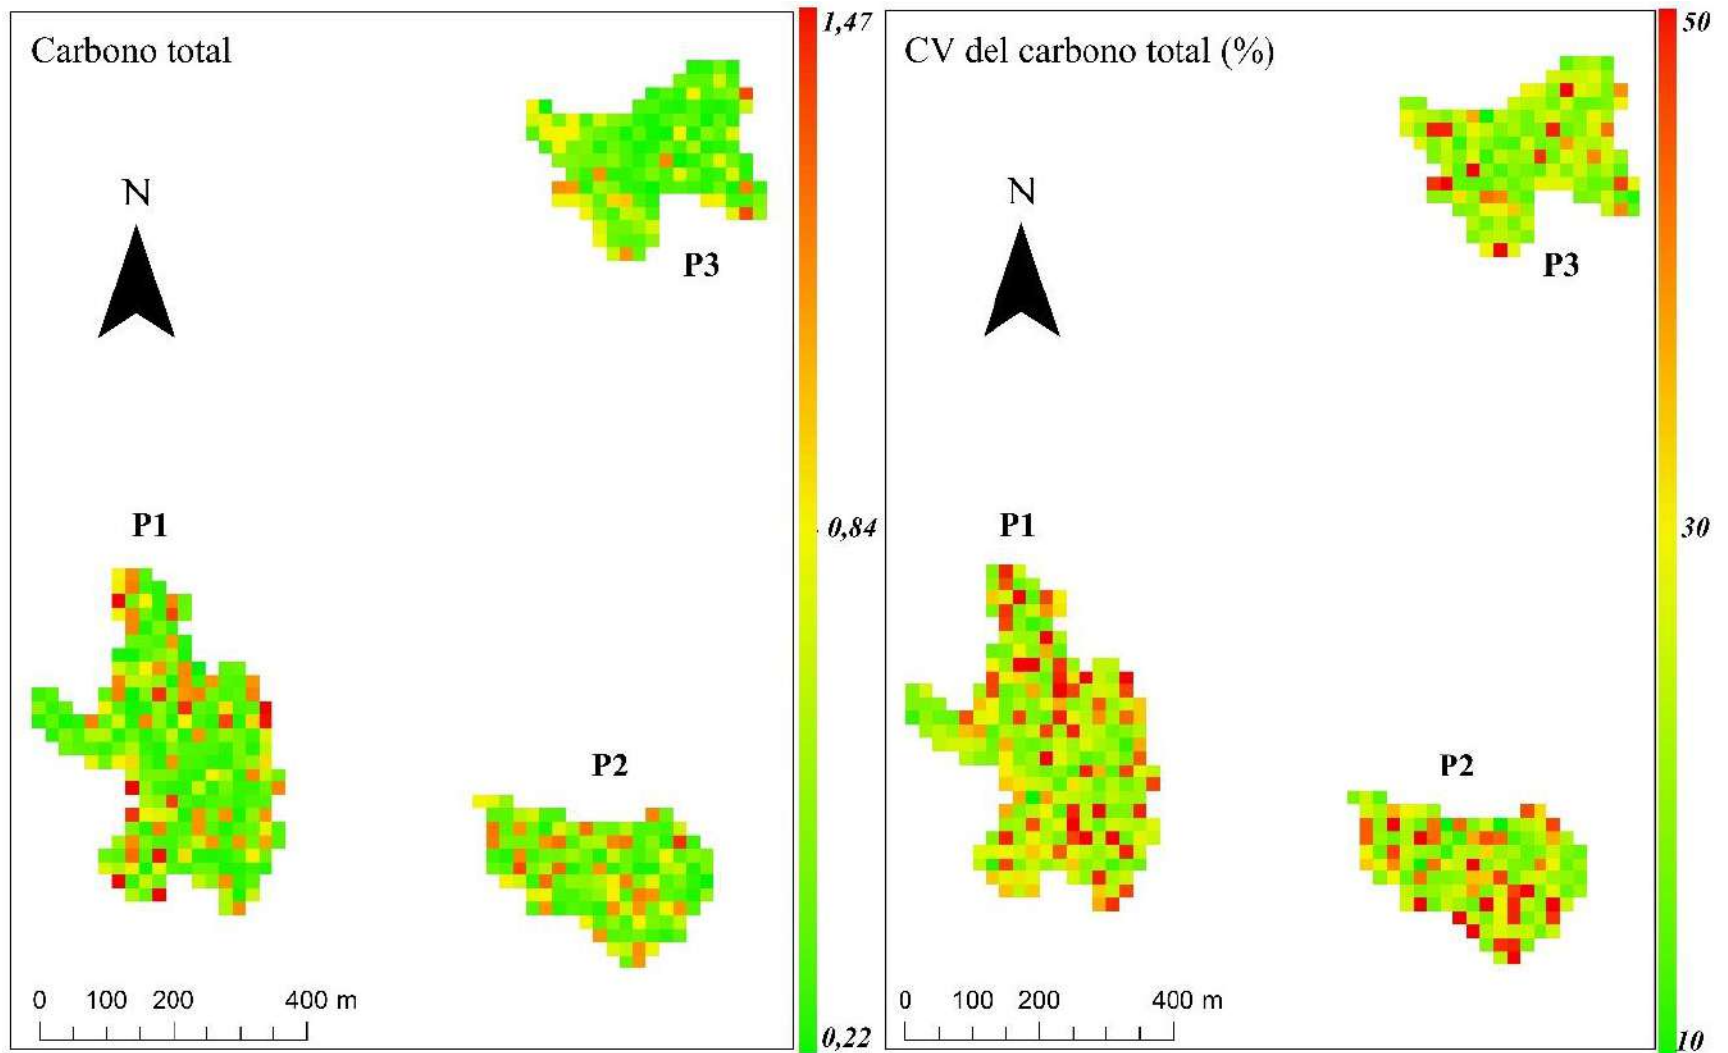 Carbono total
N
P3
P1
P2
0 100 200 400 m
1,47
0,84
0,22
CV del carbono total (%)
N
P3
P1
P2
0 100 200 400 m
50
30
10